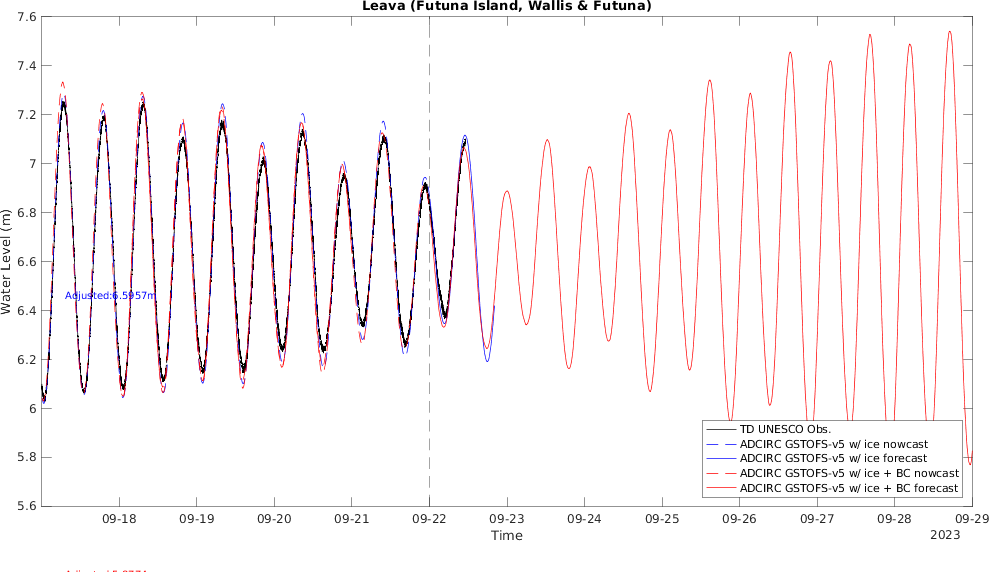 Leava (Futuna Island, Wallis & Futuna)
7.6
7.4
7.2
7
6.8
6.6
6.4
6.2
6
5.8
5.6
Water Level (m)
Adjusted:6.5957m
TD UNESCO Obs.
ADCIRC GSTOFS-v5 w/ ice nowcast
ADCIRC GSTOFS-v5 w/ ice forecast
ADCIRC GSTOFS-v5 w/ ice + BC nowcast
ADCIRC GSTOFS-v5 w/ ice + BC forecast
09-18 09-19 09-20 09-21 09-22 09-23 09-24 09-25 09-26 09-27 09-28 09-29
Time
2023